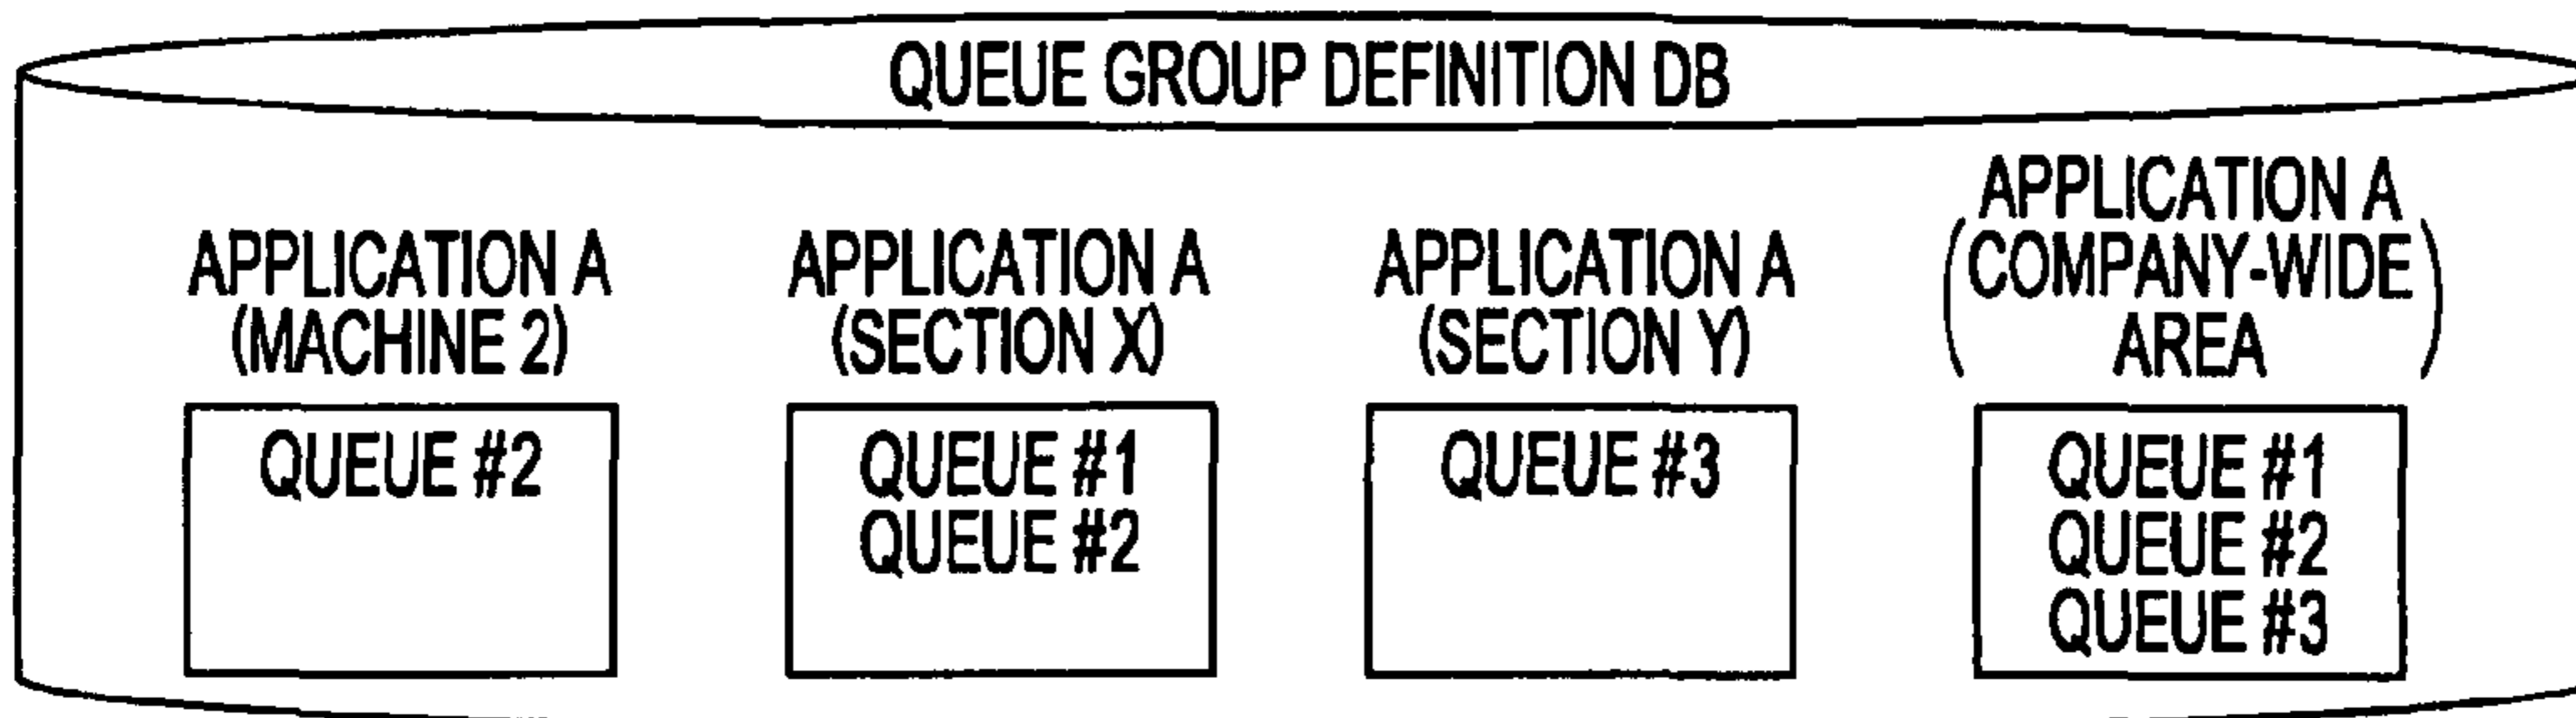 QUEUE GROUP DEFINITION DB
APPLICATION A
(MACHINE 2)
QUEUE #2
APPLICATION A
(SECTION X)
QUEUE #1
QUEUE #2
APPLICATION A
(SECTION Y)
QUEUE #3
APPLICATION A
(COMPANY-WIDE
AREA)
QUEUE #1
QUEUE #2
QUEUE #3